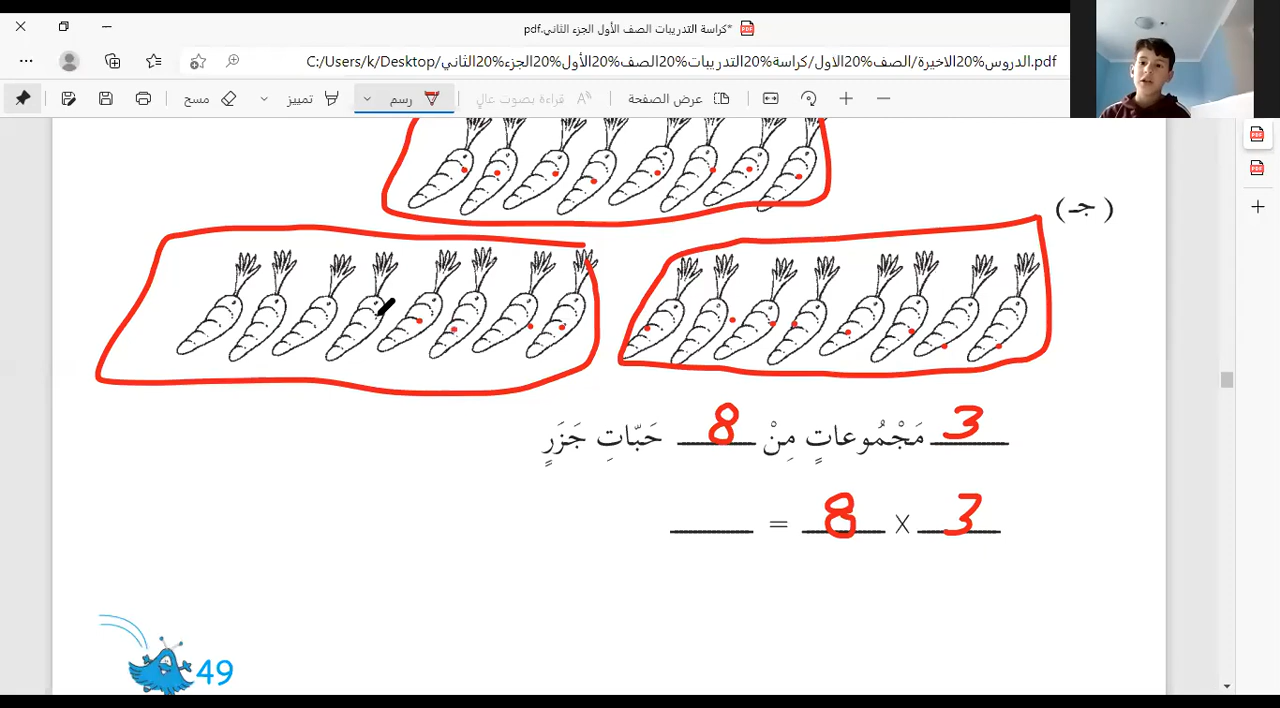 *كراسة التدريبات الصف الأول الجزء الثاني.pdf
C:/Users/k/Desktop/الدروس%20الاخيرة/الصف%20الاول/كراسة%20التدريبات%20الصف%20الأول%20الجزء%20الثاني.pdf
عرض الصفحة قراءة بصوت عالٍ رسم تمييز مسح
(جـ)
3 مَجْمُوعاتٍ مِنْ 8 حَبّاتِ جَزَرٍ
3 × 8 =
49